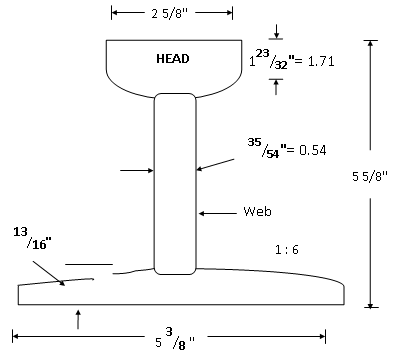 2 5/8"
HEAD
1 23/32"= 1.71
35/54"= 0.54
5 5/8"
Web
13/16"
1 : 6
5 3/8 "